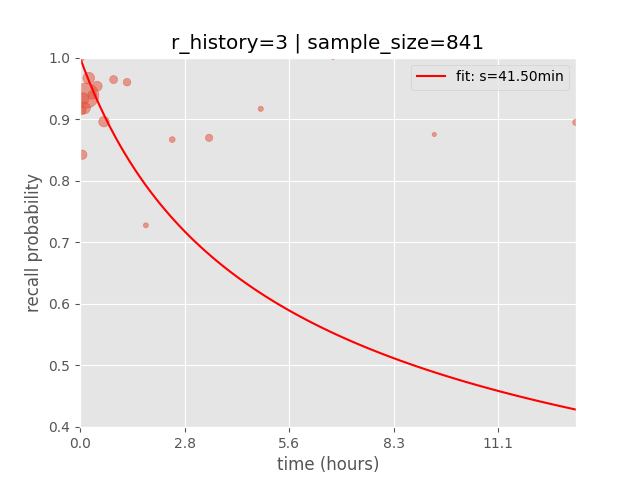 r_history=3 | sample_size=841
fit: s=41.50min
1.0
0.9
0.8
0.7
0.6
0.5
0.4
recall probability
0.0 2.8 5.6 8.3 11.1
time (hours)